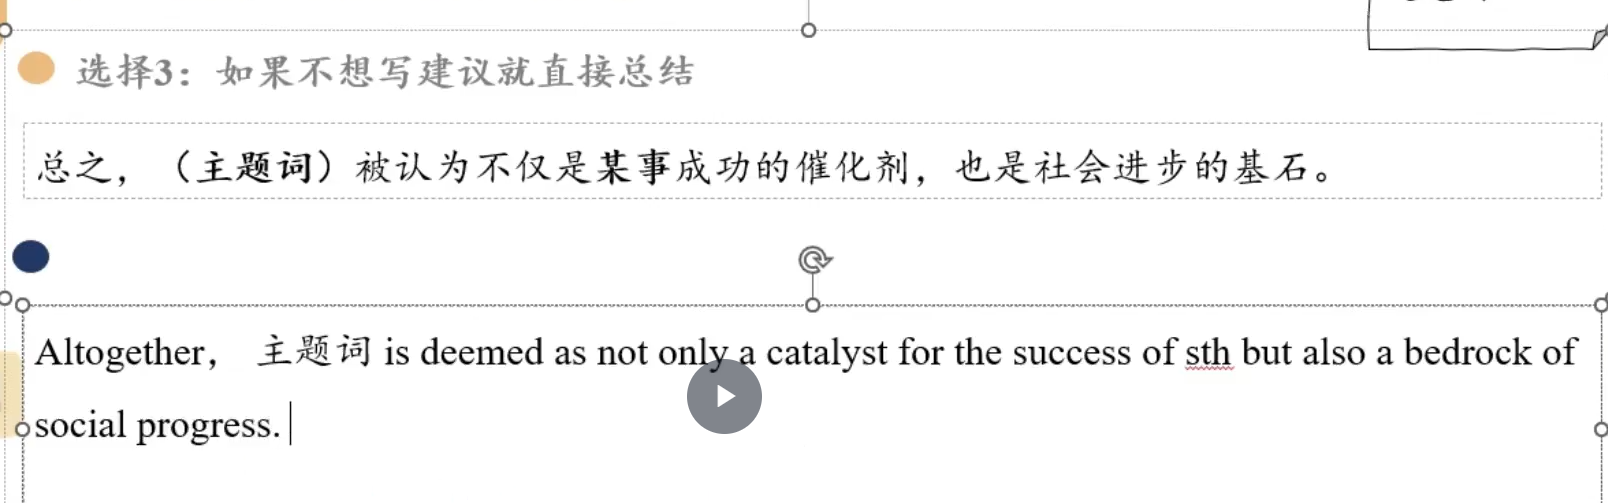 选择3：如果不想写建议就直接总结
总之，（主题词）被认为不仅是某事成功的催化剂，也是社会进步的基石。
Altogether， 主题词 is deemed as not only a catalyst for the success of sth but also a bedrock of
social progress.